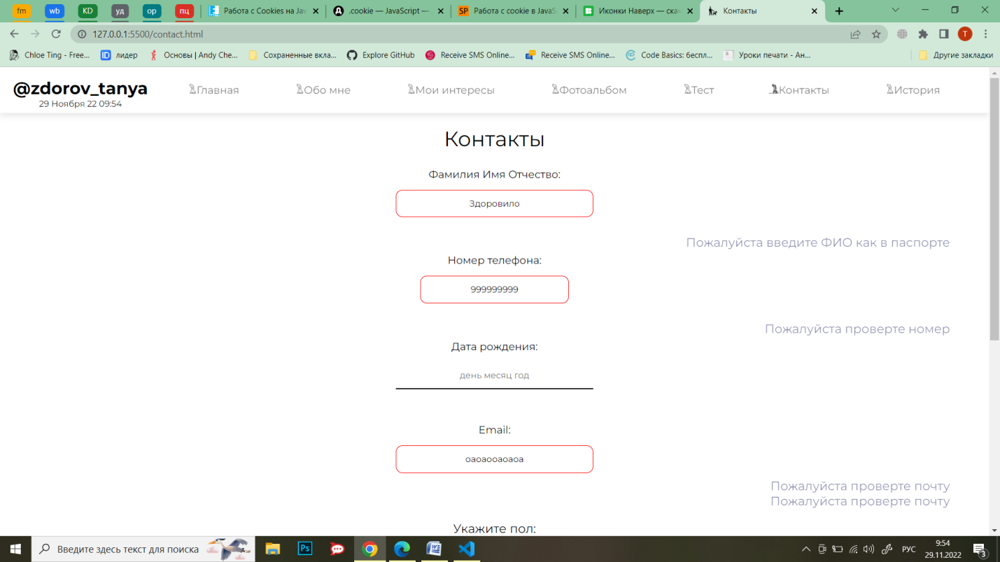 fm wb KD уд ор пц Работа с Cookies на Jav .cookie — JavaScript — Работа с cookie в JavaS Иконки Наверх — скач Контакты
127.0.0.1:5500/contact.html T
Chloe Ting - Free... лидер Основы | Andy Che... Сохраненные вкла... Explore GitHub Receive SMS Online... Receive SMS Online... Code Basics: беспл... Уроки печати - Ан... Другие закладки
@zdorov_tanya Главная Обо мне Мои интересы Фотоальбом Тест Контакты История
29 Ноября 22 09:54
Контакты
Фамилия Имя Отчество:
Здоровило
Пожалуйста введите ФИО как в паспорте
Номер телефона:
999999999
Пожалуйста проверте номер
Дата рождения:
день месяц год
Email:
оаоаооаоаоа
Пожалуйста проверте почту
Пожалуйста проверте почту
Укажите пол:
Введите здесь текст для поиска Ps РУС 9:54
29.11.2022 3